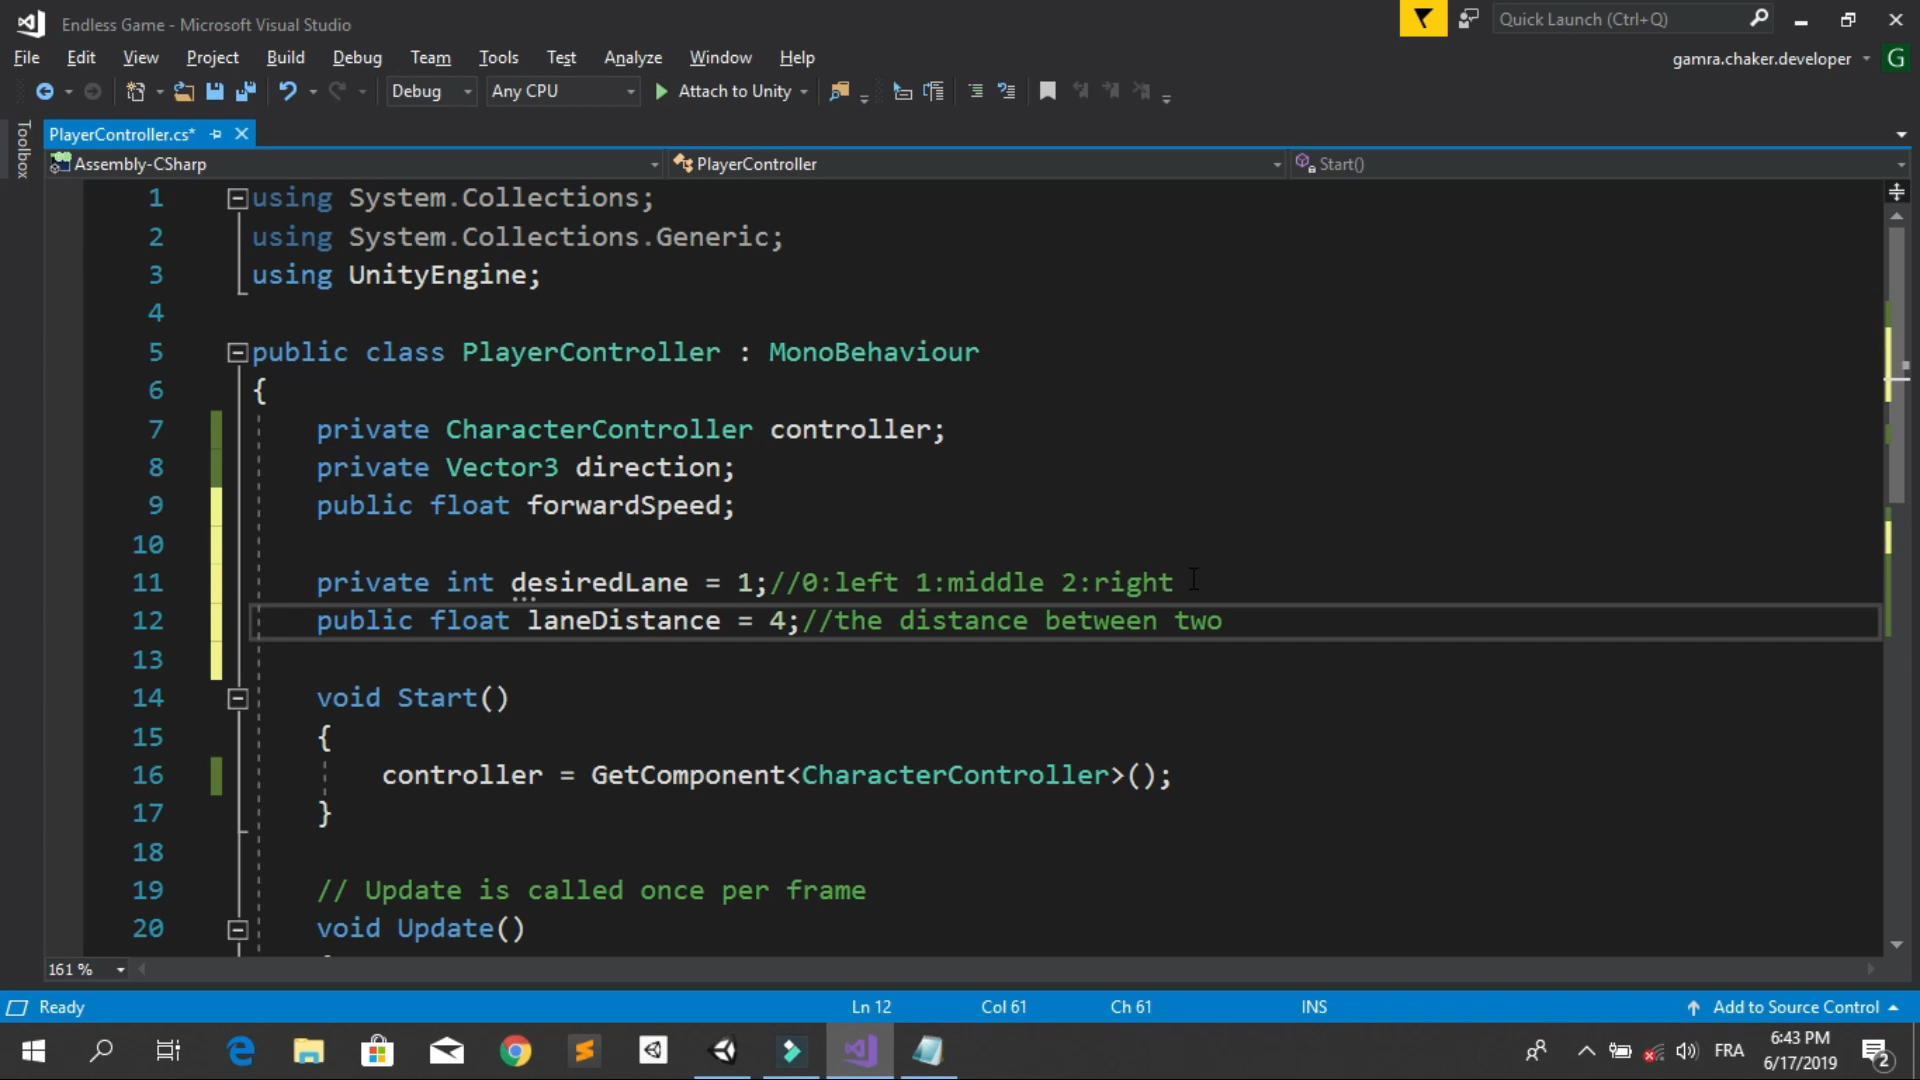 Endless Game - Microsoft Visual Studio
Quick Launch (Ctrl+Q)
File Edit View Project Build Debug Team Tools Test Analyze Window Help
gamra.chaker.developer G
Debug Any CPU Attach to Unity
Toolbox
PlayerController.cs*
Assembly-CSharp PlayerController Start()
1 using System.Collections;
2 using System.Collections.Generic;
3 using UnityEngine;
4
5 public class PlayerController : MonoBehaviour
6 {
7 private CharacterController controller;
8 private Vector3 direction;
9 public float forwardSpeed;
10
11 private int desiredLane = 1;//0:left 1:middle 2:right
12 public float laneDistance = 4;//the distance between two
13
14 void Start()
15 {
16 controller = GetComponent<CharacterController>();
17 }
18
19 // Update is called once per frame
20 void Update()
161 %
Ready Ln 12 Col 61 Ch 61 INS Add to Source Control
FRA 6:43 PM
6/17/2019 2